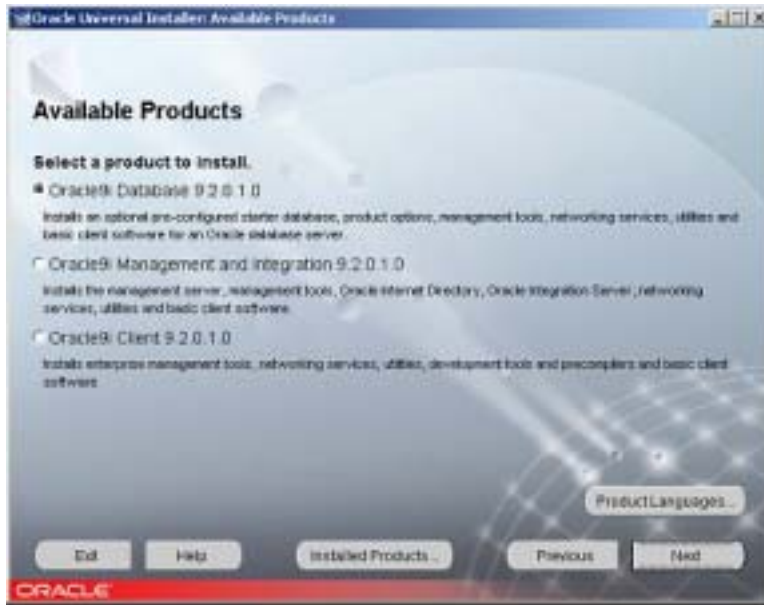 Oracle Universal Installer: Available Products
Available Products
Select a product to install.
Oracle9i Database 9.2.0.1.0
Installs an optional pre-configured starter database, product options, management tools, networking services, utilities and
basic client software for an Oracle database server.
Oracle9i Management and Integration 9.2.0.1.0
Installs the management server, management tools, Oracle Internet Directory, Oracle Integration Server, networking
services, utilities and basic client software.
Oracle9i Client 9.2.0.1.0
Installs enterprise management tools, networking services, utilities, development tools and precompilers and basic client
software
Product Languages...
Exit
Help
Installed Products...
Previous
Next
ORACLE